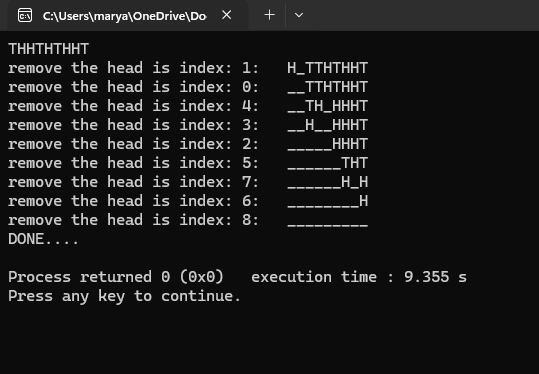 C:\Users\marya\OneDrive\Do
THHTHTHHT
remove the head is index: 1:   H_TTHTHHT
remove the head is index: 0:   __TTHTHHT
remove the head is index: 4:   __TH_HHHT
remove the head is index: 3:   __H__HHHT
remove the head is index: 2:   _____HHHT
remove the head is index: 5:   ______THT
remove the head is index: 7:   ______H_H
remove the head is index: 6:   ________H
remove the head is index: 8:   _________
DONE....
Process returned 0 (0x0)   execution time : 9.355 s
Press any key to continue.